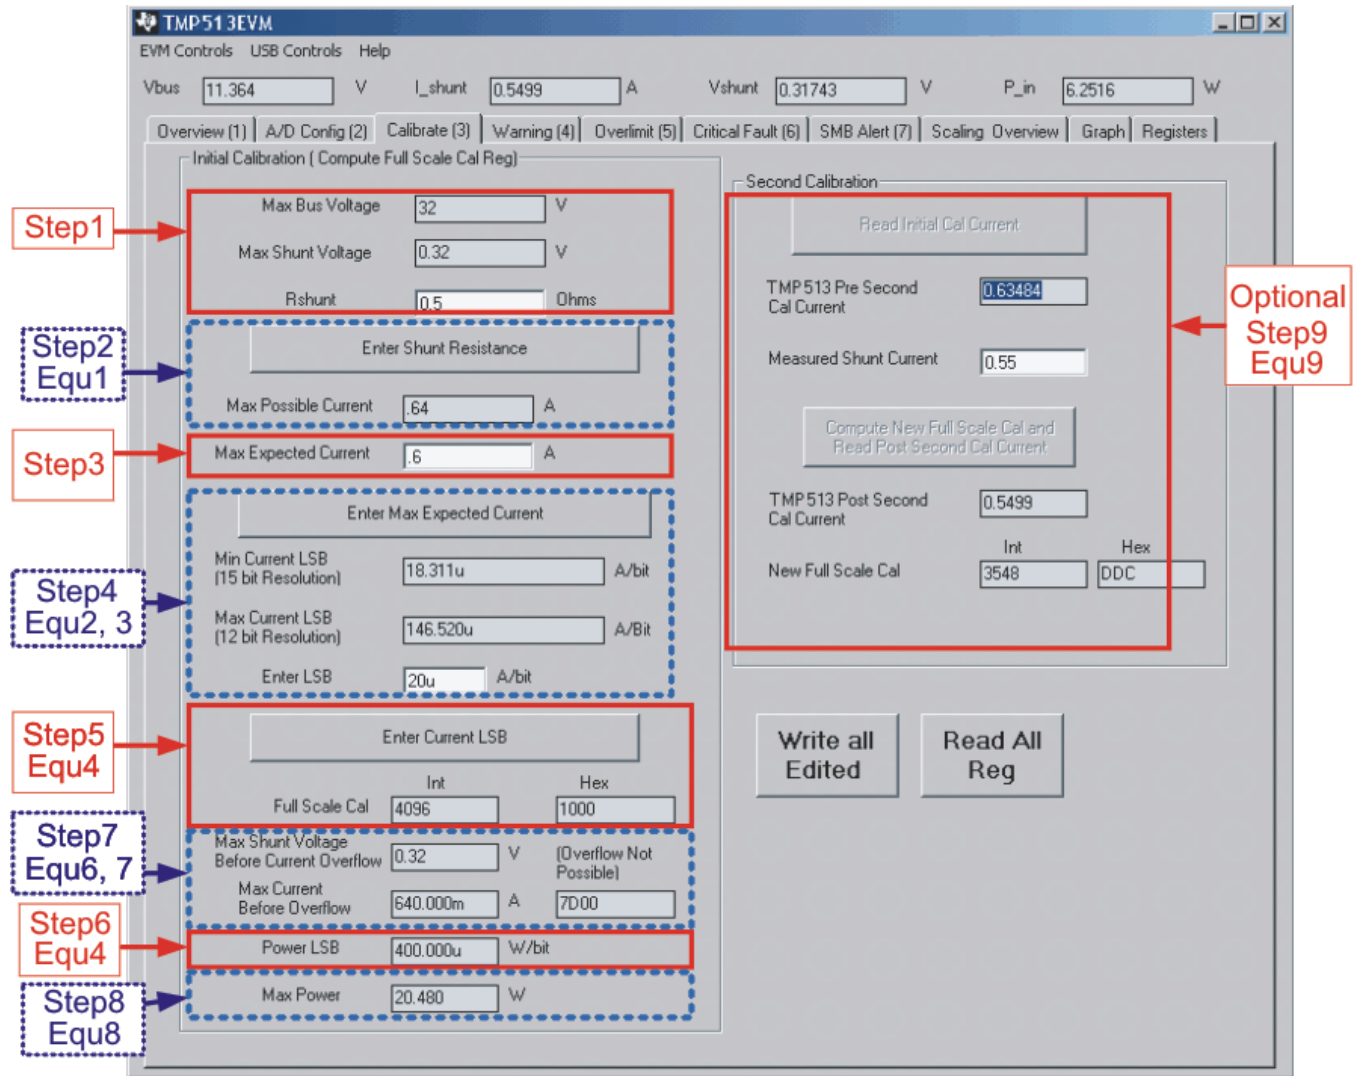 TMP513EVM
EVM Controls USB Controls Help
Vbus 11.364 V I_shunt 0.5499 A Vshunt 0.31743 V P_in 6.2516 W
Overview (1) A/D Config (2) Calibrate (3) Warning (4) Overlimit (5) Critical Fault (6) SMB Alert (7) Scaling Overview Graph Registers
Initial Calibration ( Compute Full Scale Cal Reg)
Step1
Max Bus Voltage 32 V
Max Shunt Voltage 0.32 V
Rshunt 0.5 Ohms
Step2
Equ1
Enter Shunt Resistance
Max Possible Current .64 A
Step3
Max Expected Current .6 A
Enter Max Expected Current
Step4
Equ2, 3
Min Current LSB
(15 bit Resolution) 18.311u A/bit
Max Current LSB
(12 bit Resolution) 146.520u A/Bit
Enter LSB 20u A/bit
Step5
Equ4
Enter Current LSB
Int Hex
Full Scale Cal 4096 1000
Step7
Equ6, 7
Max Shunt Voltage
Before Current Overflow 0.32 V (Overflow Not
Possible)
Max Current
Before Overflow 640.000m A 7D00
Step6
Equ4
Power LSB 400.000u W/bit
Step8
Equ8
Max Power 20.480 W
Second Calibration
Read Initial Cal Current
TMP513 Pre Second
Cal Current 0.63484
Optional
Step9
Equ9
Measured Shunt Current 0.55
Compute New Full Scale Cal and
Read Post Second Cal Current
TMP513 Post Second
Cal Current 0.5499
Int Hex
New Full Scale Cal 3548 DDC
Write all
Edited
Read All
Reg